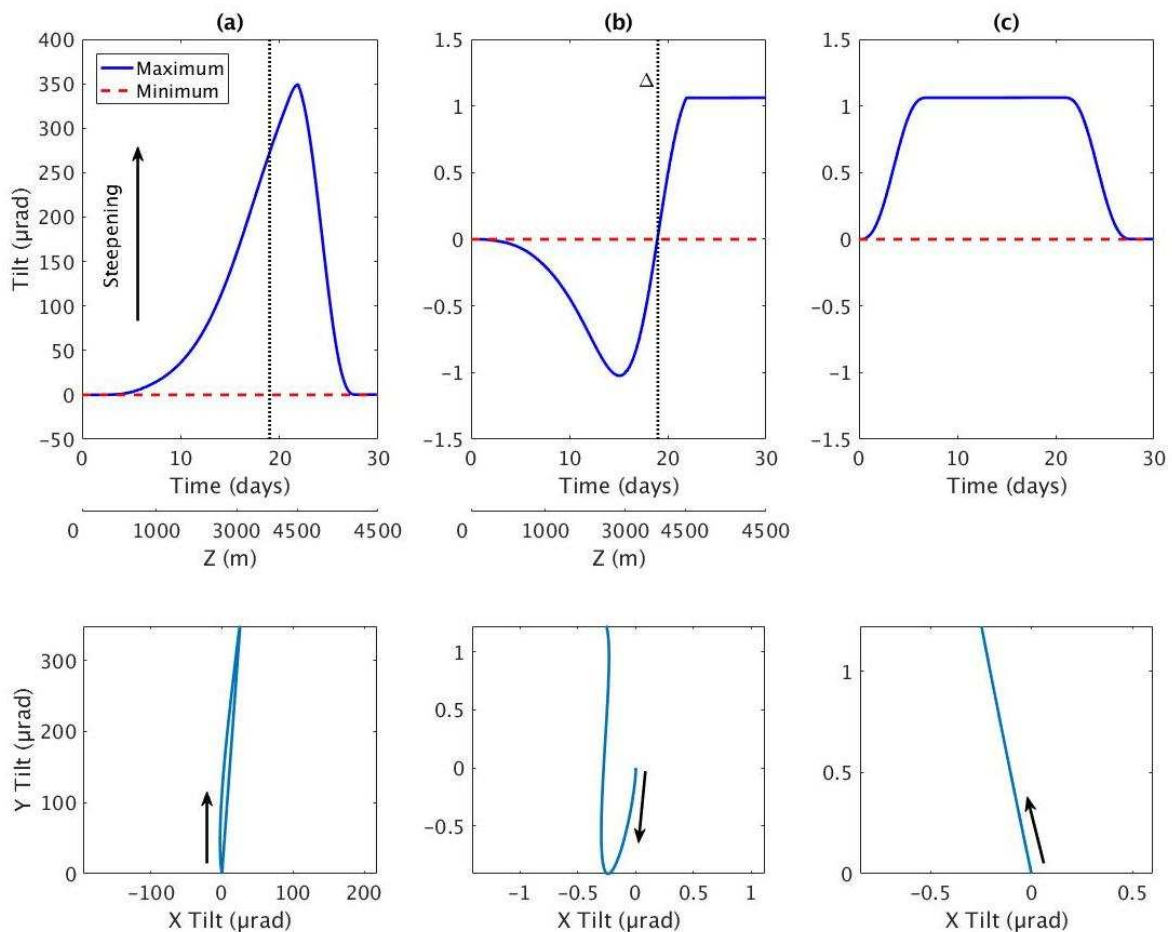 (a) (b) (c)
Maximum
Minimum
Steepening
Δ
Tilt (µrad)
400
350
300
250
200
150
100
50
0
−50
0 10 20 30
Time (days)
0 1000 3000 4500 4500
Z (m)
1.5
1
0.5
0
−0.5
−1
−1.5
0 10 20 30
Time (days)
0 1000 3000 4500 4500
Z (m)
1.5
1
0.5
0
−0.5
−1
−1.5
0 10 20 30
Time (days)
Y Tilt (µrad)
300
200
100
0
−100 0 100 200
X Tilt (µrad)
1
0.5
0
−0.5
−1 −0.5 0 0.5 1
X Tilt (µrad)
1
0.5
0
−0.5 0 0.5
X Tilt (µrad)